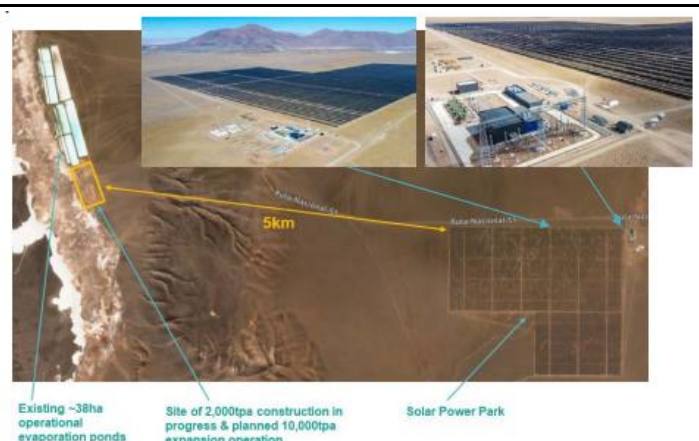 Ruta Nacional 51
Ruta Nacional 51
5km
Existing ~38ha
operational
evaporation ponds
Site of 2,000tpa construction in
progress & planned 10,000tpa
expansion operation
Solar Power Park